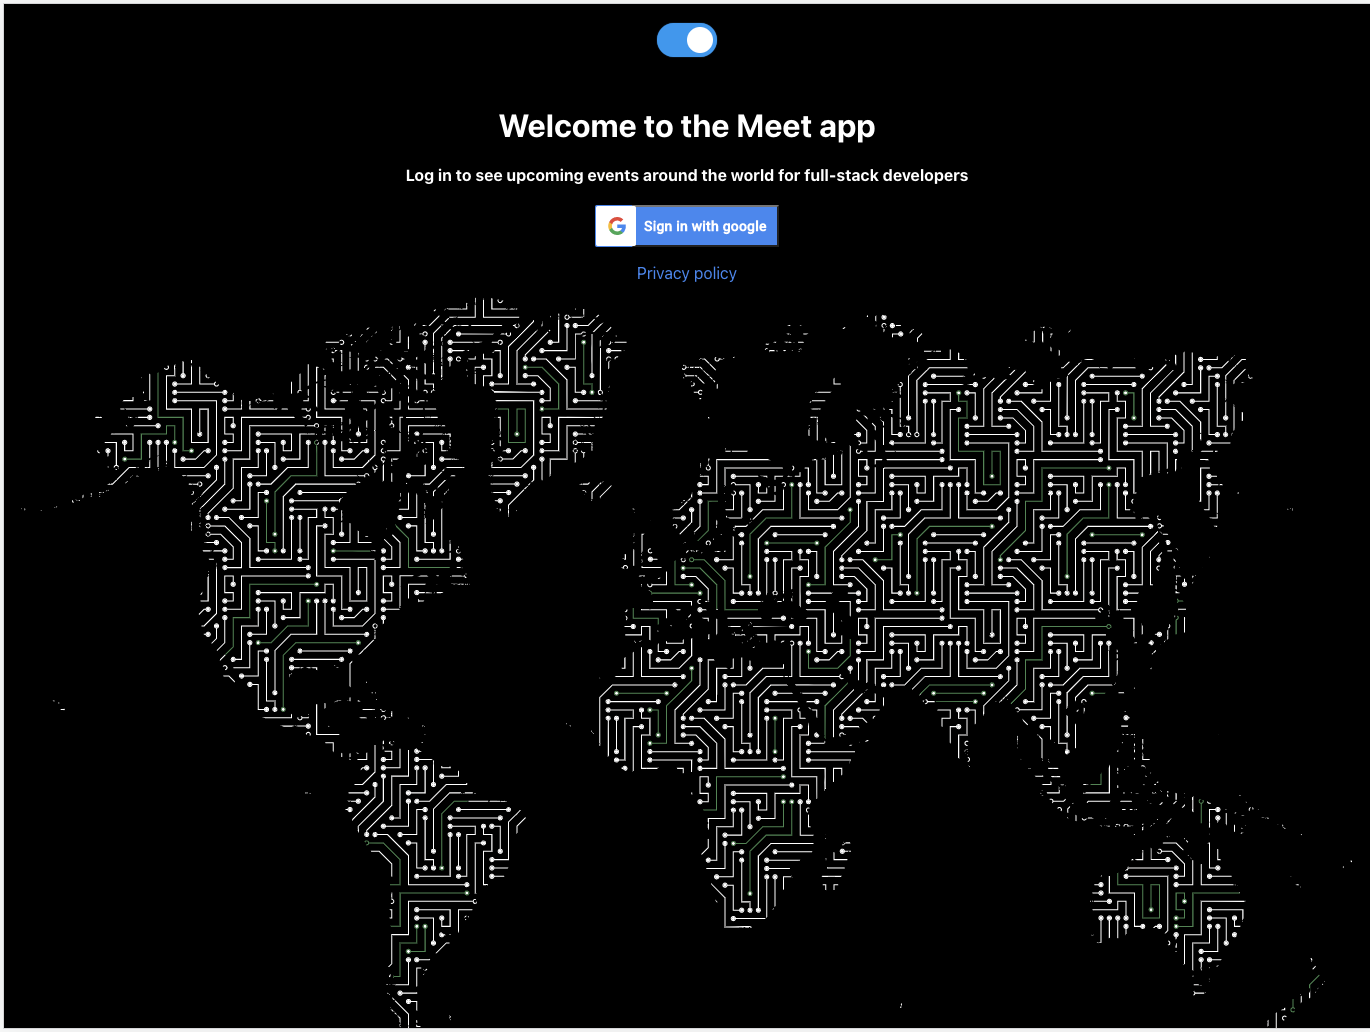 Welcome to the Meet app
Log in to see upcoming events around the world for full-stack developers
Sign in with google
Privacy policy